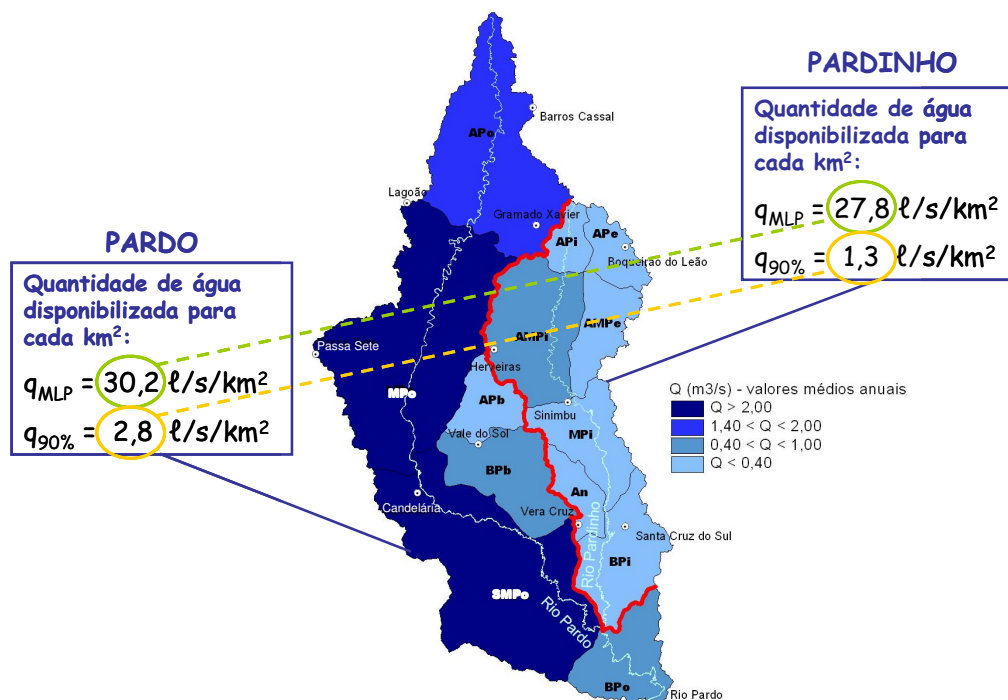 PARDINHO
Quantidade de água
disponibilizada para
cada km²:
qMLP = 27,8 ℓ/s/km²
q90% = 1,3 ℓ/s/km²
PARDO
Quantidade de água
disponibilizada para
cada km²:
qMLP = 30,2 ℓ/s/km²
q90% = 2,8 ℓ/s/km²
APo
Barros Cassal
Lagoão
Gramado Xavier
APi
APe
Boqueirão do Leão
AMPi
AMPe
Passa Sete
Herveiras
MPo
APb
Sinimbu
Vale do Sol
MPi
BPb
An
Candelária
Vera Cruz
Santa Cruz do Sul
Rio Pardinho
BPi
SMPo
Rio Pardo
BPo
Rio Pardo
Q (m3/s) - valores médios anuais
Q > 2,00
1,40 < Q < 2,00
0,40 < Q < 1,00
Q < 0,40